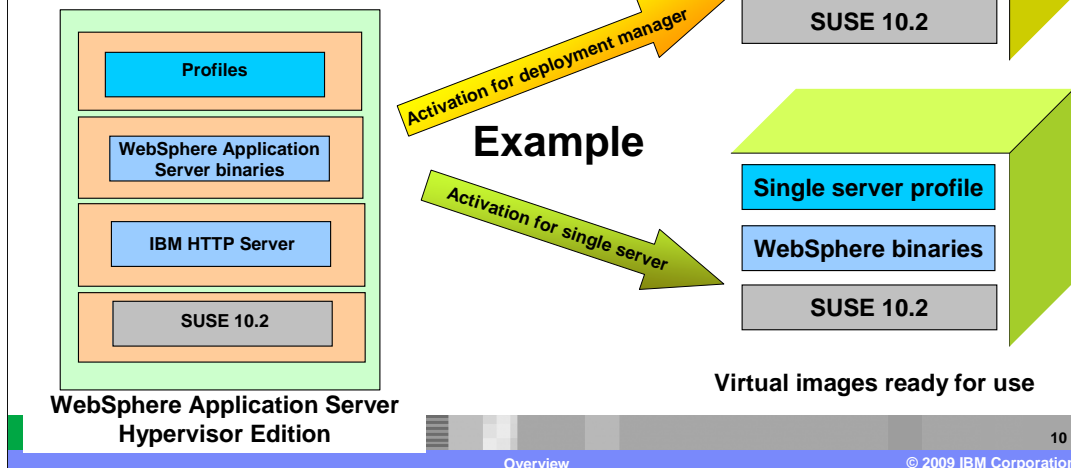 SUSE 10.2
Activation for deployment manager
Profiles
WebSphere Application
Server binaries
IBM HTTP Server
SUSE 10.2
WebSphere Application Server
Hypervisor Edition
Example
Activation for single server
Single server profile
WebSphere binaries
SUSE 10.2
Virtual images ready for use
10
Overview
© 2009 IBM Corporation